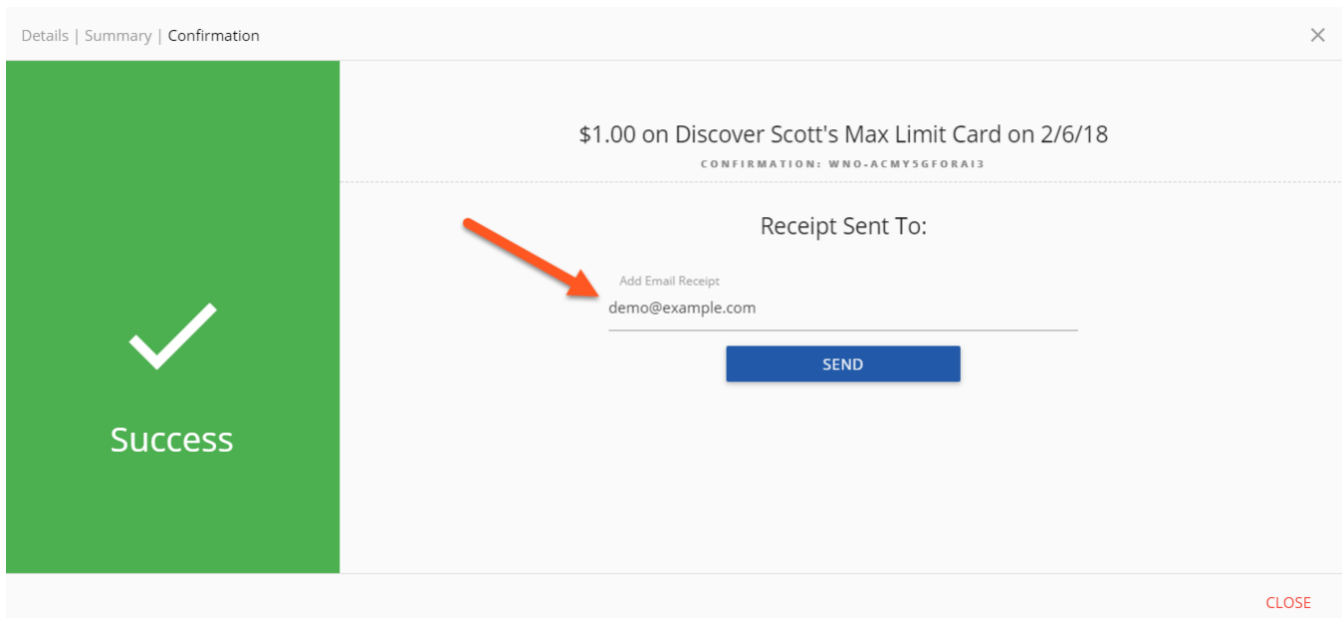 Details | Summary | Confirmation
$1.00 on Discover Scott's Max Limit Card on 2/6/18
CONFIRMATION: WNO-ACMY5GFORAI3
Receipt Sent To:
Add Email Receipt
demo@example.com
SEND
Success
CLOSE